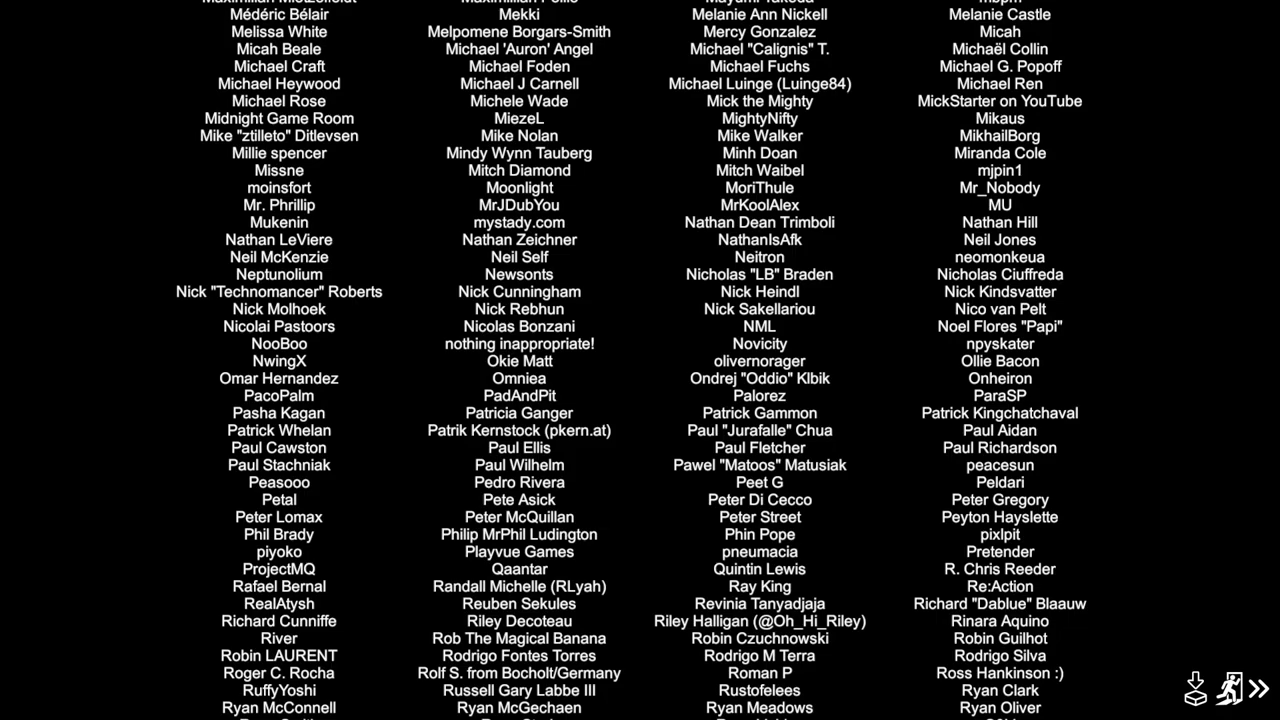 Médéric Bélair Mekki Melanie Ann Nickell Melanie Castle
Melissa White Melpomene Borgars-Smith Mercy Gonzalez Micah
Micah Beale Michael 'Auron' Angel Michael "Calignis" T. Michaël Collin
Michael Craft Michael Foden Michael Fuchs Michael G. Popoff
Michael Heywood Michael J Carnell Michael Luinge (Luinge84) Michael Ren
Michael Rose Michele Wade Mick the Mighty MickStarter on YouTube
Midnight Game Room MiezeL MightyNifty Mikaus
Mike "ztilleto" Ditlevsen Mike Nolan Mike Walker MikhailBorg
Millie spencer Mindy Wynn Tauberg Minh Doan Miranda Cole
Missne Mitch Diamond Mitch Waibel mjpin1
moinsfort Moonlight MoriThule Mr_Nobody
Mr. Phrillip MrJDubYou MrKoolAlex MU
Mukenin mystady.com Nathan Dean Trimboli Nathan Hill
Nathan LeViere Nathan Zeichner NathanIsAfk Neil Jones
Neil McKenzie Neil Self Neitron neomonkeua
Neptunolium Newsonts Nicholas "LB" Braden Nicholas Ciuffreda
Nick "Technomancer" Roberts Nick Cunningham Nick Heindl Nick Kindsvatter
Nick Molhoek Nick Rebhun Nick Sakellariou Nico van Pelt
Nicolai Pastoors Nicolas Bonzani NML Noel Flores "Papi"
NooBoo nothing inappropriate! Novicity npyskater
NwingX Okie Matt olivernorager Ollie Bacon
Omar Hernandez Omniea Ondrej "Oddio" Klbik Onheiron
PacoPalm PadAndPit Palorez ParaSP
Pasha Kagan Patricia Ganger Patrick Gammon Patrick Kingchatchaval
Patrick Whelan Patrik Kernstock (pkern.at) Paul "Jurafalle" Chua Paul Aidan
Paul Cawston Paul Ellis Paul Fletcher Paul Richardson
Paul Stachniak Paul Wilhelm Pawel "Matoos" Matusiak peacesun
Peasooo Pedro Rivera Peet G Peldari
Petal Pete Asick Peter Di Cecco Peter Gregory
Peter Lomax Peter McQuillan Peter Street Peyton Hayslette
Phil Brady Philip MrPhil Ludington Phin Pope pixlpit
piyoko Playvue Games pneumacia Pretender
ProjectMQ Qaantar Quintin Lewis R. Chris Reeder
Rafael Bernal Randall Michelle (RLyah) Ray King Re:Action
RealAtysh Reuben Sekules Revinia Tanyadjaja Richard "Dablue" Blaauw
Richard Cunniffe Riley Decoteau Riley Halligan (@Oh_Hi_Riley) Rinara Aquino
River Rob The Magical Banana Robin Czuchnowski Robin Guilhot
Robin LAURENT Rodrigo Fontes Torres Rodrigo M Terra Rodrigo Silva
Roger C. Rocha Rolf S. from Bocholt/Germany Roman P Ross Hankinson :)
RuffyYoshi Russell Gary Labbe III Rustofelees Ryan Clark
Ryan McConnell Ryan McGechaen Ryan Meadows Ryan Oliver